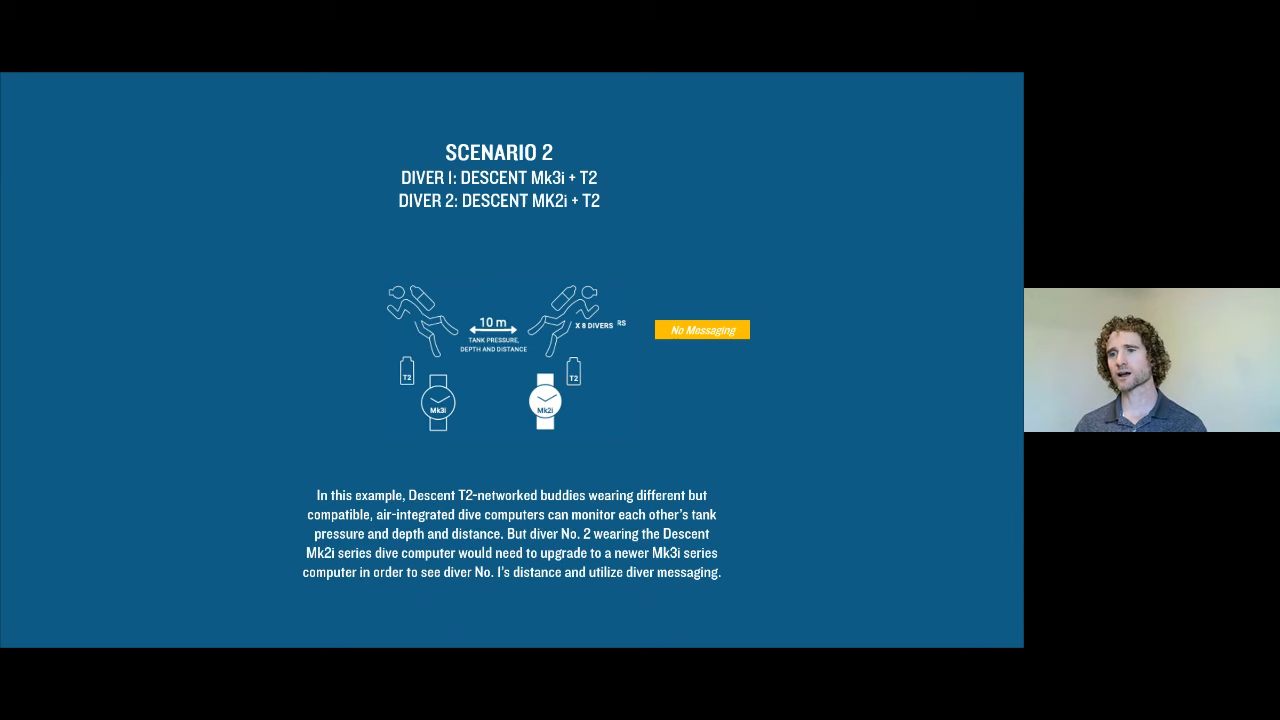 SCENARIO 2
DIVER 1: DESCENT Mk3i + T2
DIVER 2: DESCENT MK2i + T2
10 m
X 8 DIVERS RS
No Messaging
TANK PRESSURE,
DEPTH AND DISTANCE
T2
T2
Mk3i
Mk2i
In this example, Descent T2-networked buddies wearing different but
compatible, air-integrated dive computers can monitor each other's tank
pressure and depth and distance. But diver No. 2 wearing the Descent
Mk2i series dive computer would need to upgrade to a newer Mk3i series
computer in order to see diver No. 1's distance and utilize diver messaging.